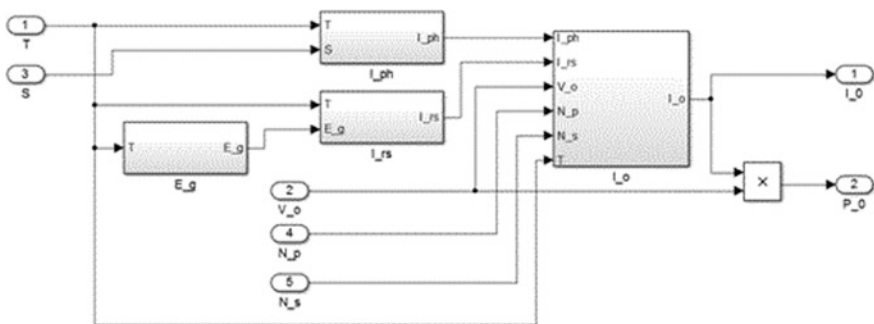 1
T
3
S
T
S
I_ph
I_ph
T
E_g
I_rs
I_rs
T
E_g
E_g
I_ph
I_rs
V_o
N_p
N_s
T
I_o
I_o
2
V_o
4
N_p
5
N_s
×
1
I_0
2
P_0